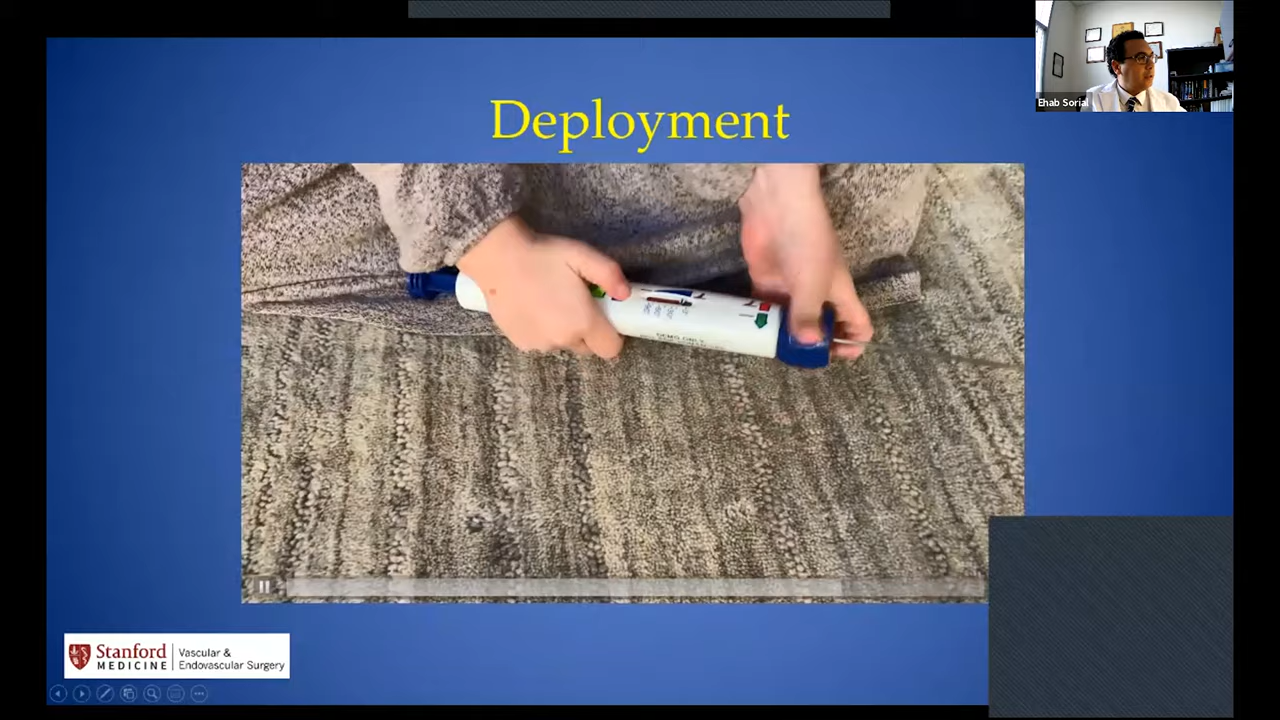 Deployment
Ehab Sorial
Stanford
MEDICINE
Vascular &
Endovascular Surgery